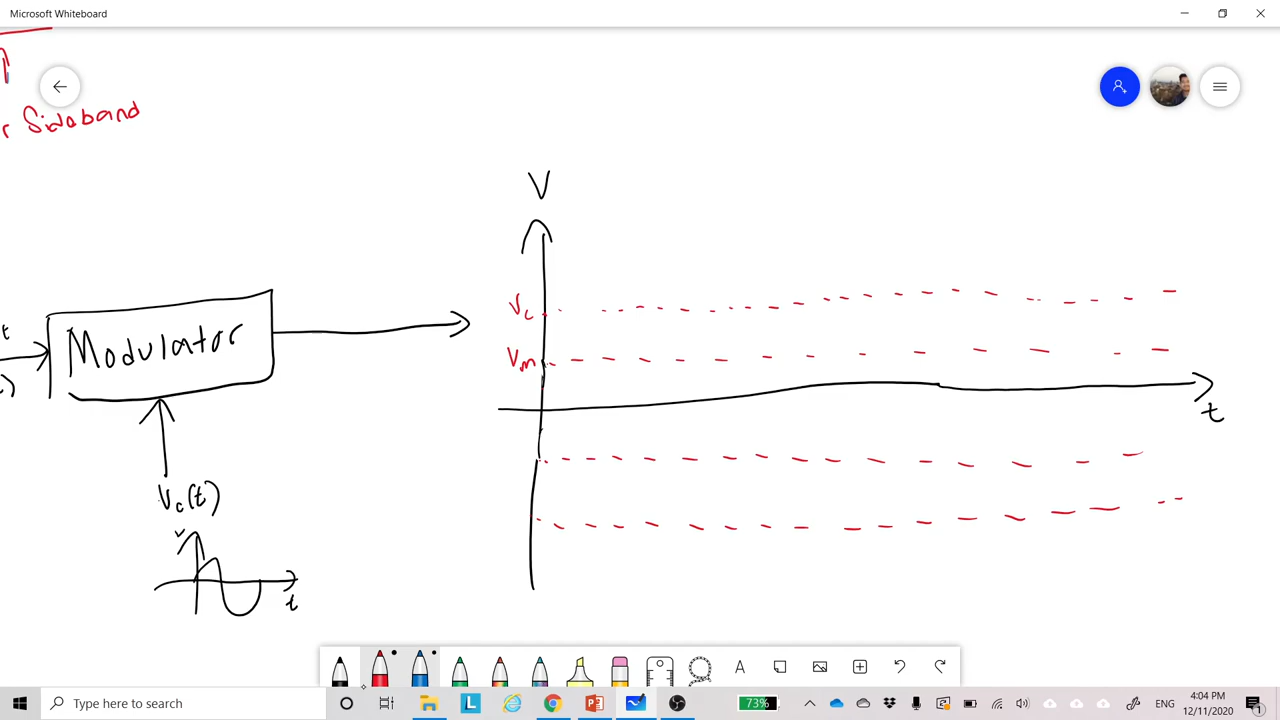 Microsoft Whiteboard
r Sideband
V
Vc
Modulator
Vm
t
t
Vc(t)
v
t
A
Type here to search
73%
ENG
4:04 PM
12/11/2020
1